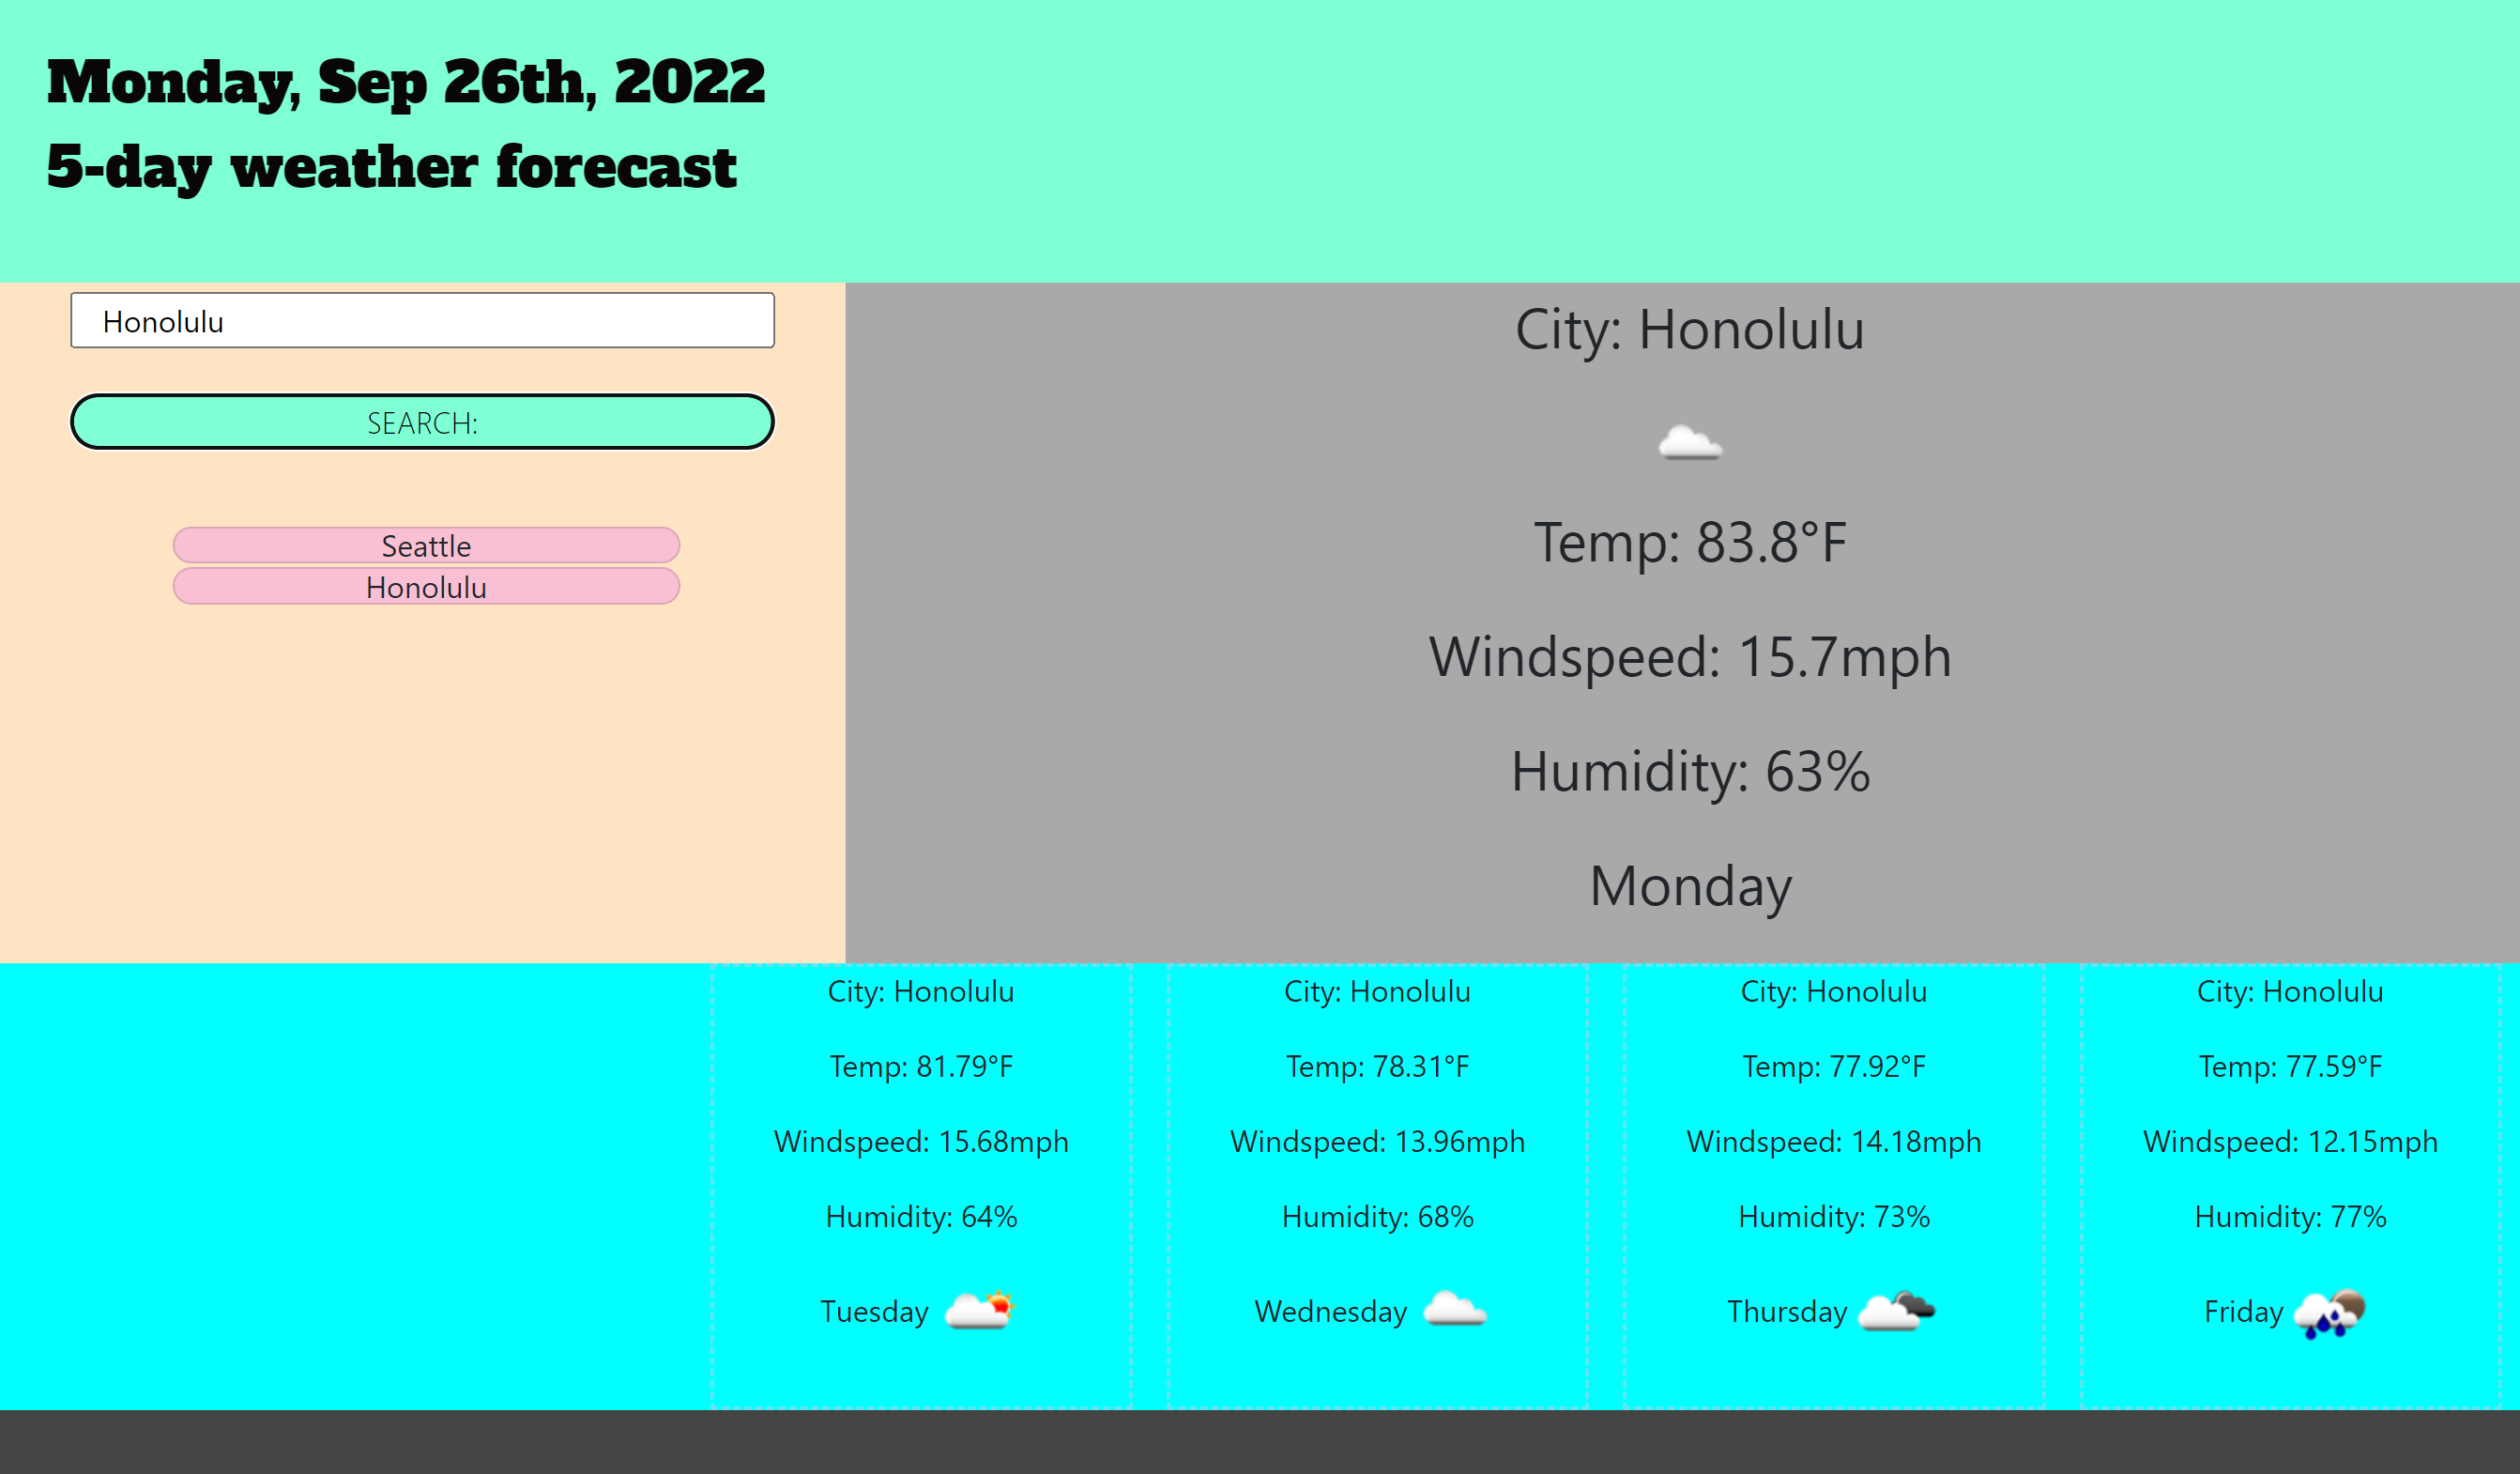 Monday, Sep 26th, 2022
5-day weather forecast
Honolulu
SEARCH:
Seattle
Honolulu
City: Honolulu
Temp: 83.8°F
Windspeed: 15.7mph
Humidity: 63%
Monday
City: Honolulu
Temp: 81.79°F
Windspeed: 15.68mph
Humidity: 64%
Tuesday
City: Honolulu
Temp: 78.31°F
Windspeed: 13.96mph
Humidity: 68%
Wednesday
City: Honolulu
Temp: 77.92°F
Windspeed: 14.18mph
Humidity: 73%
Thursday
City: Honolulu
Temp: 77.59°F
Windspeed: 12.15mph
Humidity: 77%
Friday